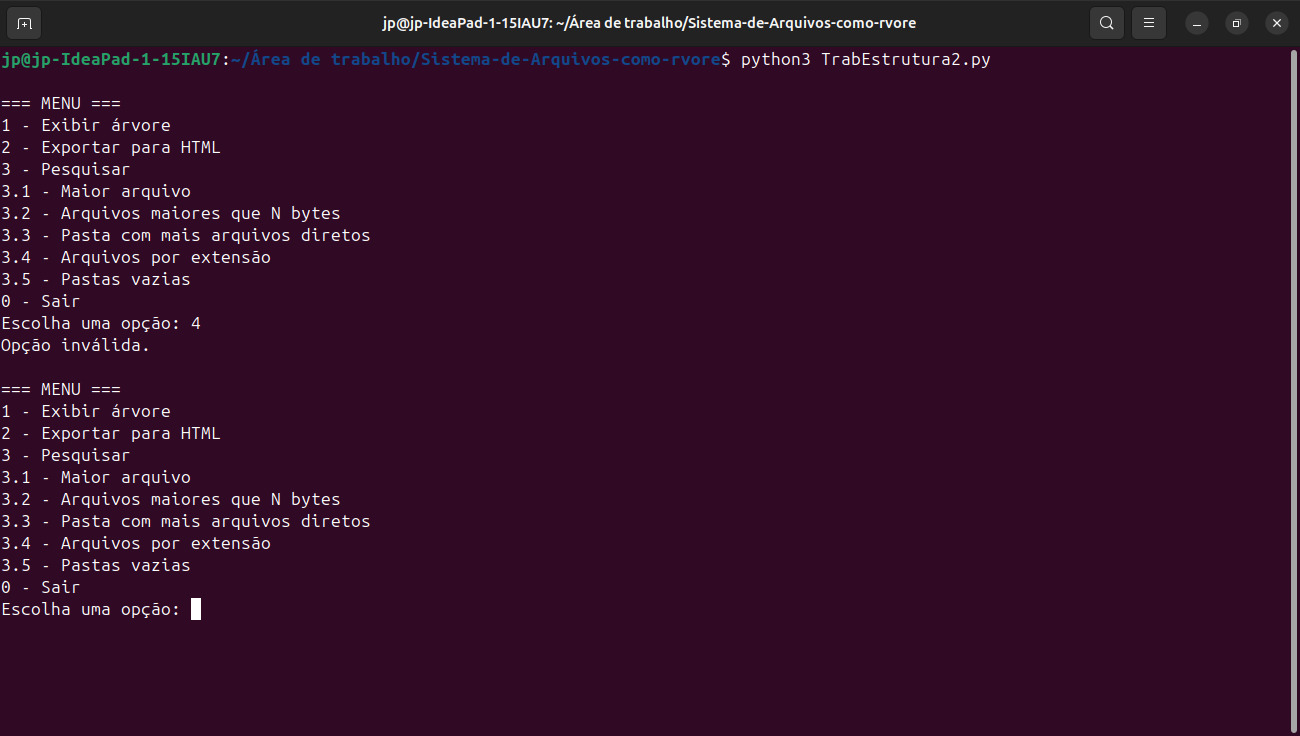 jp@jp-IdeaPad-1-15IAU7: ~/Área de trabalho/Sistema-de-Arquivos-como-rvore
jp@jp-IdeaPad-1-15IAU7:~/Área de trabalho/Sistema-de-Arquivos-como-rvore$ python3 TrabEstrutura2.py
=== MENU ===
1 - Exibir árvore
2 - Exportar para HTML
3 - Pesquisar
3.1 - Maior arquivo
3.2 - Arquivos maiores que N bytes
3.3 - Pasta com mais arquivos diretos
3.4 - Arquivos por extensão
3.5 - Pastas vazias
0 - Sair
Escolha uma opção: 4
Opção inválida.
=== MENU ===
1 - Exibir árvore
2 - Exportar para HTML
3 - Pesquisar
3.1 - Maior arquivo
3.2 - Arquivos maiores que N bytes
3.3 - Pasta com mais arquivos diretos
3.4 - Arquivos por extensão
3.5 - Pastas vazias
0 - Sair
Escolha uma opção: